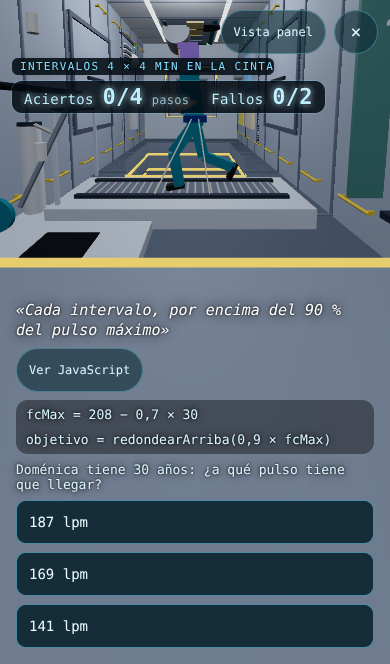 Vista panel
×
INTERVALOS 4 × 4 MIN EN LA CINTA
Aciertos 0/4 pasos Fallos 0/2
«Cada intervalo, por encima del 90 %
del pulso máximo»
Ver JavaScript
fcMax = 208 − 0,7 × 30
objetivo = redondearArriba(0,9 × fcMax)
Doménica tiene 30 años: ¿a qué pulso tiene
que llegar?
187 lpm
169 lpm
141 lpm